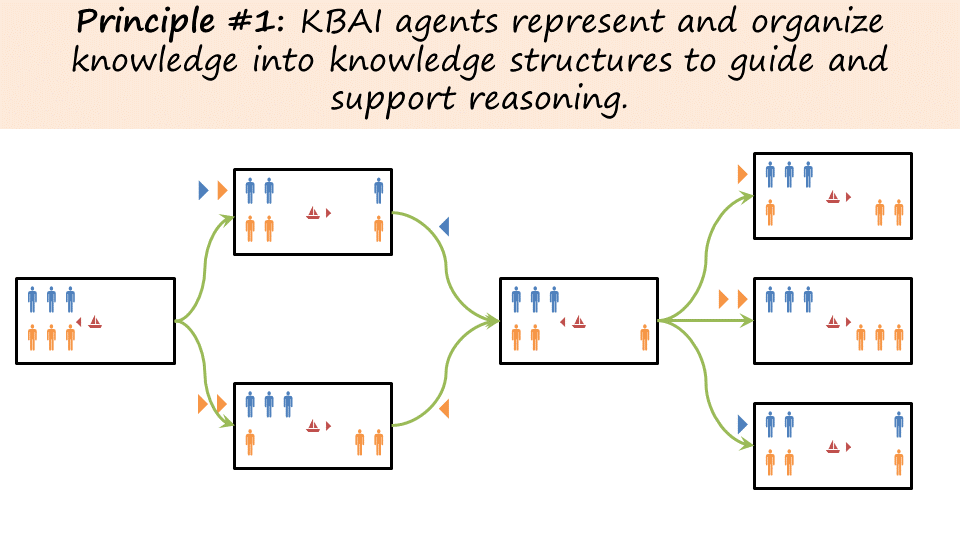 Principle #1: KBAI agents represent and organize
knowledge into knowledge structures to guide and
support reasoning.